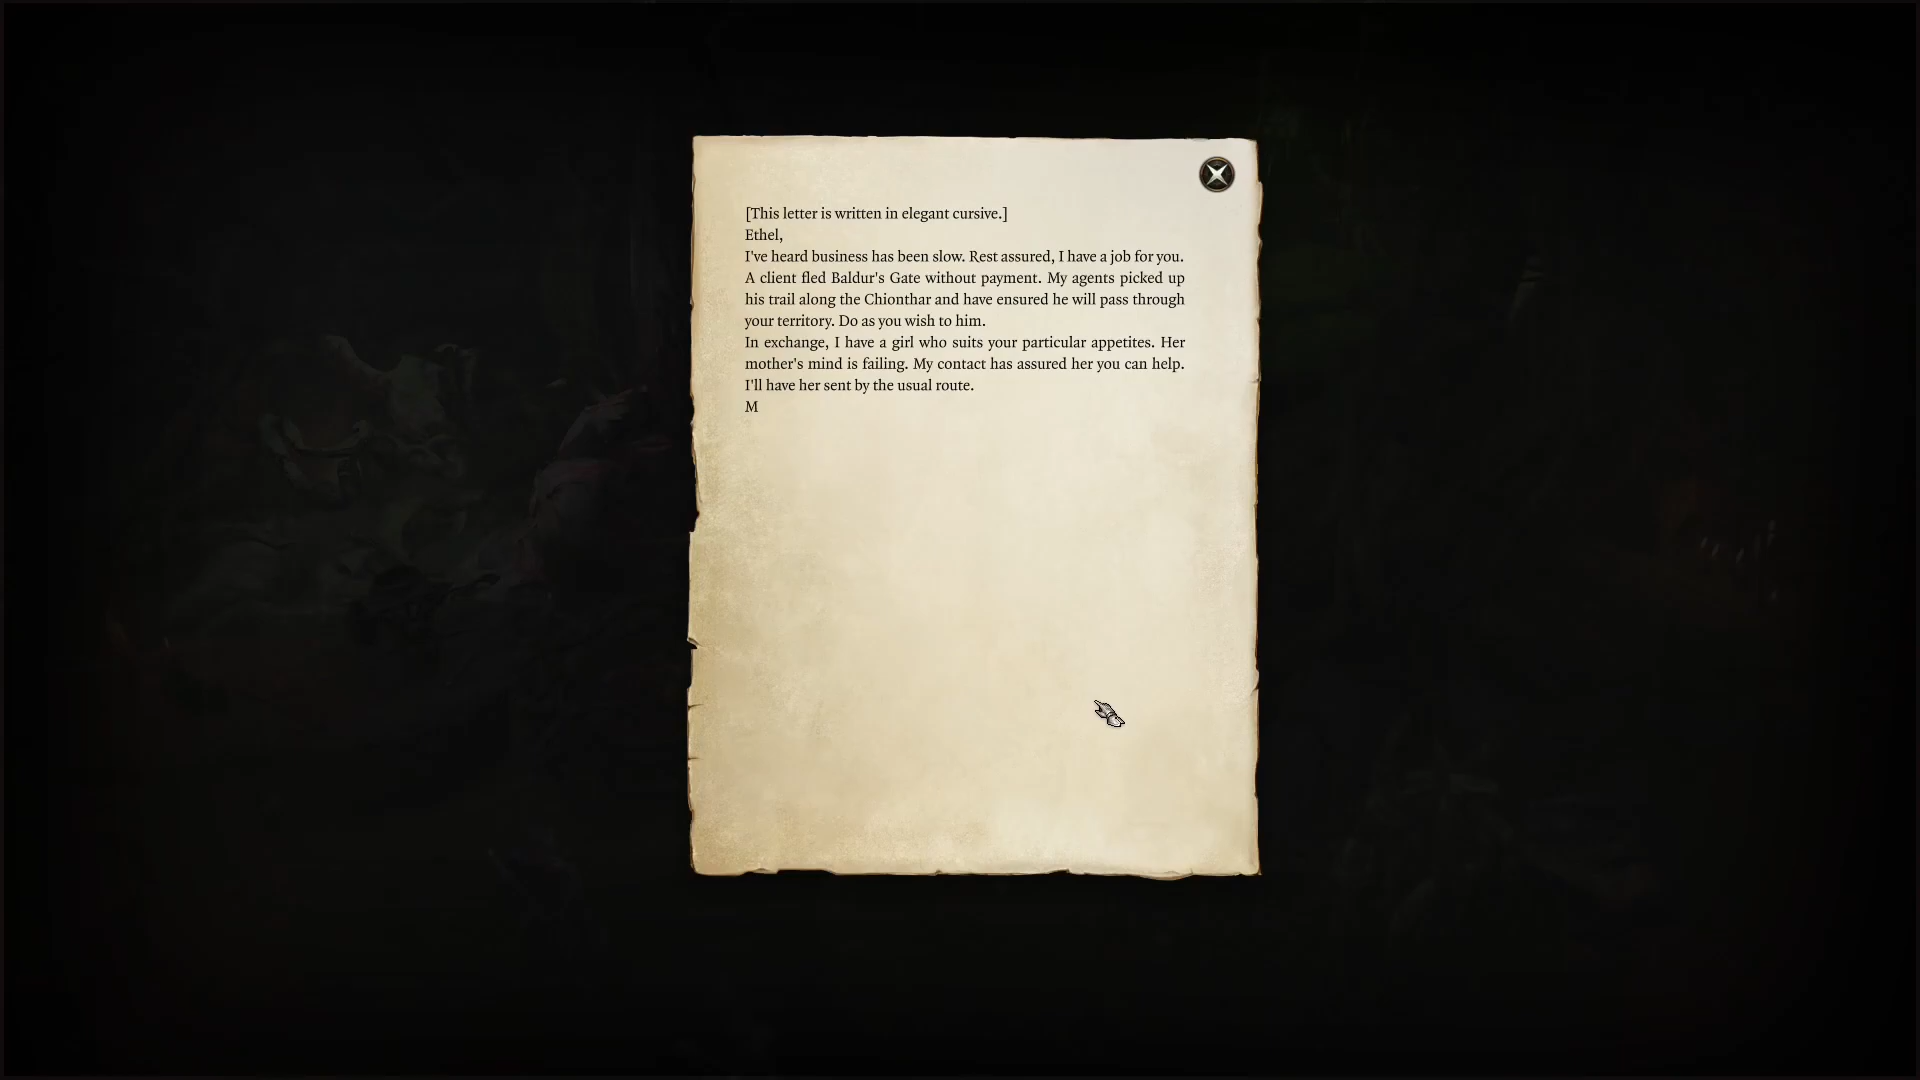 [This letter is written in elegant cursive.]
Ethel,
I've heard business has been slow. Rest assured, I have a job for you.
A client fled Baldur's Gate without payment. My agents picked up
his trail along the Chionthar and have ensured he will pass through
your territory. Do as you wish to him.
In exchange, I have a girl who suits your particular appetites. Her
mother's mind is failing. My contact has assured her you can help.
I'll have her sent by the usual route.
M